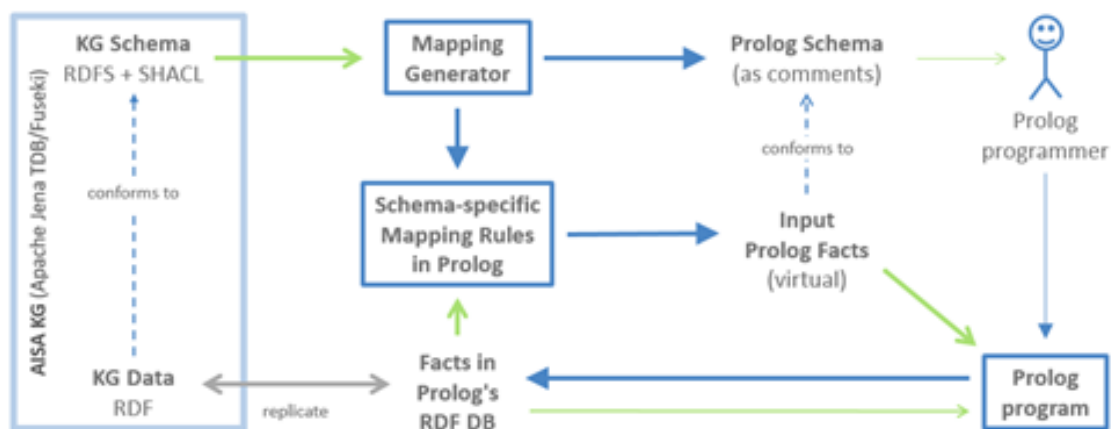 KG Schema
RDFS + SHACL
Mapping
Generator
Prolog Schema
(as comments)
Prolog
programmer
AISA KG (Apache Jena TDB/Fuseki)
conforms to
conforms to
Schema-specific
Mapping Rules
in Prolog
Input
Prolog Facts
(virtual)
KG Data
RDF
replicate
Facts in
Prolog's
RDF DB
Prolog
program